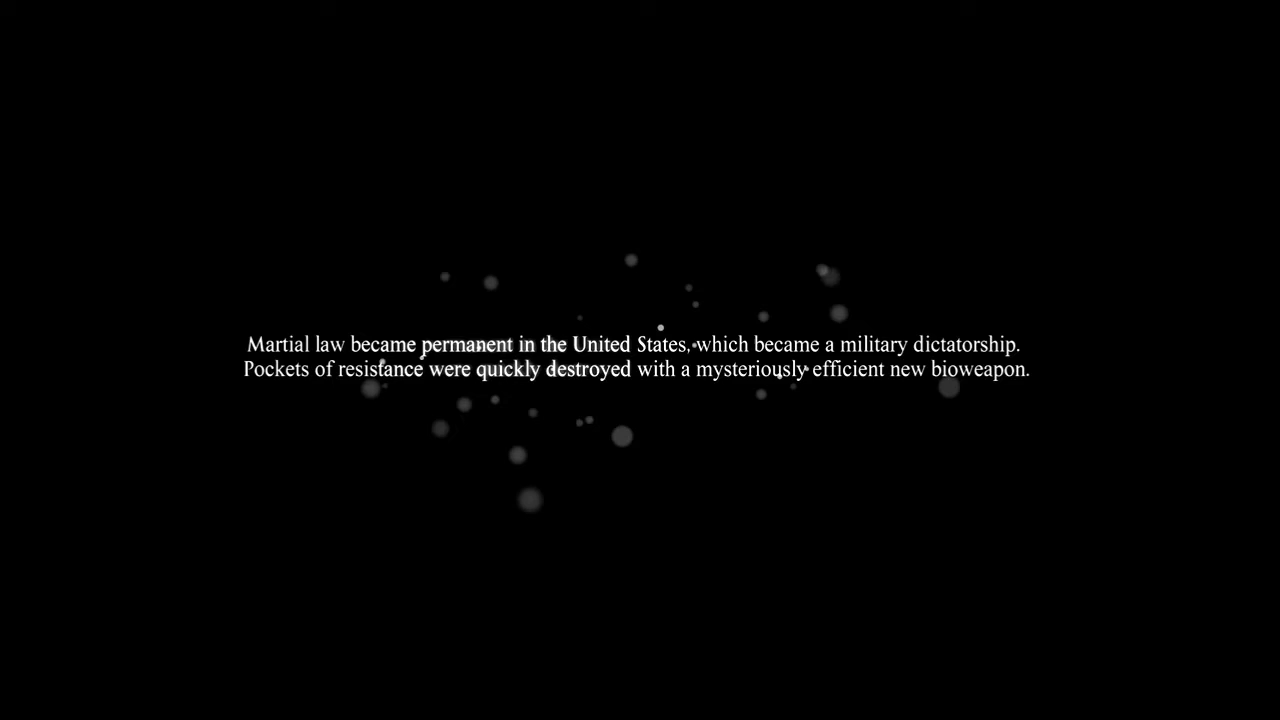 Martial law became permanent in the United States, which became a military dictatorship.
Pockets of resistance were quickly destroyed with a mysteriously efficient new bioweapon.